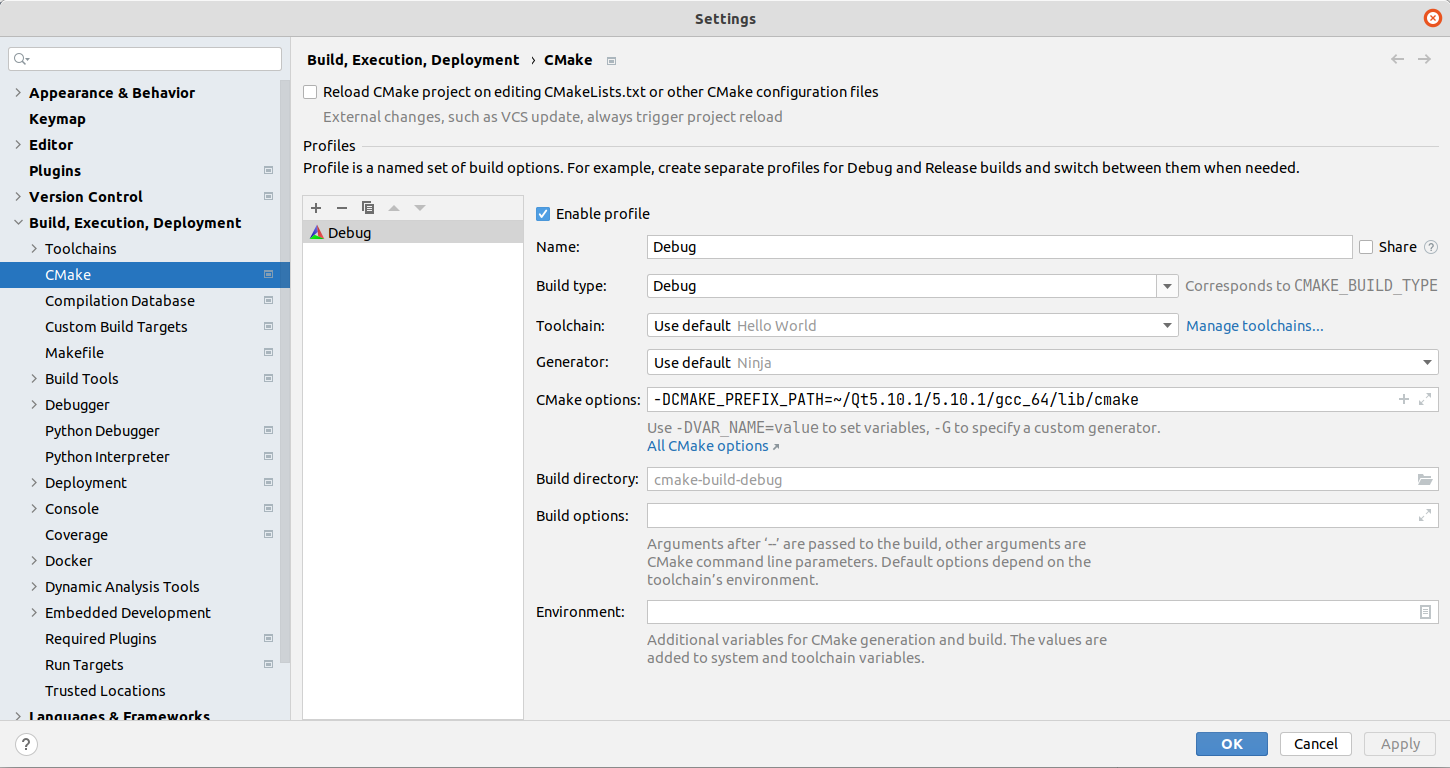 Settings
Appearance & Behavior
Keymap
Editor
Plugins
Version Control
Build, Execution, Deployment
Toolchains
CMake
Compilation Database
Custom Build Targets
Makefile
Build Tools
Debugger
Python Debugger
Python Interpreter
Deployment
Console
Coverage
Docker
Dynamic Analysis Tools
Embedded Development
Required Plugins
Run Targets
Trusted Locations
Languages & Frameworks
Build, Execution, Deployment › CMake
Reload CMake project on editing CMakeLists.txt or other CMake configuration files
External changes, such as VCS update, always trigger project reload
Profiles
Profile is a named set of build options. For example, create separate profiles for Debug and Release builds and switch between them when needed.
Debug
Enable profile
Name: Debug Share ?
Build type: Debug Corresponds to CMAKE_BUILD_TYPE
Toolchain: Use default Hello World Manage toolchains...
Generator: Use default Ninja
CMake options: -DCMAKE_PREFIX_PATH=~/Qt5.10.1/5.10.1/gcc_64/lib/cmake
Use -DVAR_NAME=value to set variables, -G to specify a custom generator.
All CMake options ↗
Build directory: cmake-build-debug
Build options:
Arguments after ‘--’ are passed to the build, other arguments are
CMake command line parameters. Default options depend on the
toolchain’s environment.
Environment:
Additional variables for CMake generation and build. The values are
added to system and toolchain variables.
? OK Cancel Apply